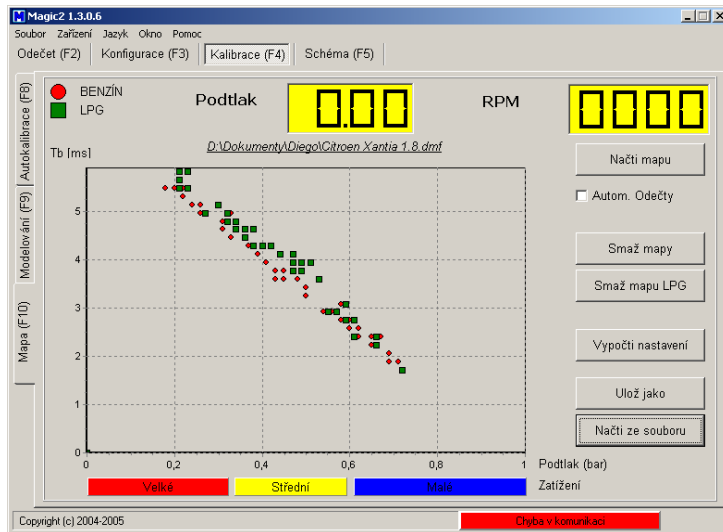 Magic2 1.3.0.6
Soubor Zařízení Jazyk Okno Pomoc
Odečet (F2) Konfigurace (F3) Kalibrace (F4) Schéma (F5)
Autokalibrace (F8)
Modelování (F9)
Mapa (F10)
BENZÍN
LPG
Podtlak
0.00
RPM
0000
D:\Dokumenty\Diego\Citroen Xantia 1.8.dmf
Tb [ms]
5
4
3
2
1
0
0 0,2 0,4 0,6 0,8 1
Podtlak (bar)
Velké Střední Malé Zatížení
Načti mapu
Autom. Odečty
Smaž mapy
Smaž mapu LPG
Vypočti nastavení
Ulož jako
Načti ze souboru
Copyright (c) 2004-2005
Chyba v komunikaci